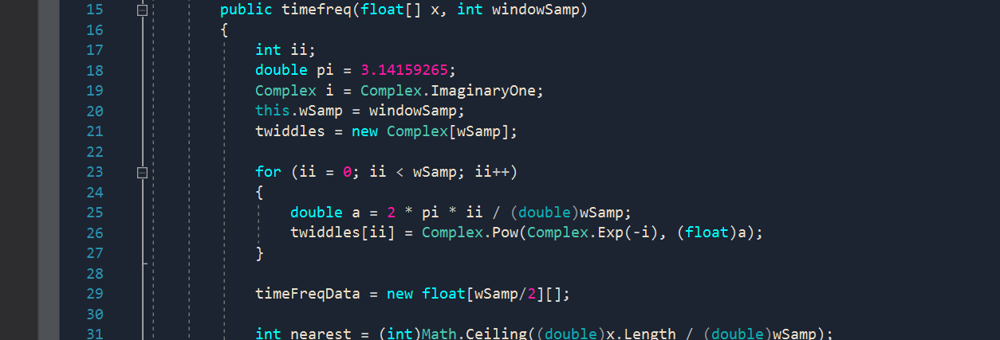 15 public timefreq(float[] x, int windowSamp)
16 {
17 int ii;
18 double pi = 3.14159265;
19 Complex i = Complex.ImaginaryOne;
20 this.wSamp = windowSamp;
21 twiddles = new Complex[wSamp];
22
23 for (ii = 0; ii < wSamp; ii++)
24 {
25 double a = 2 * pi * ii / (double)wSamp;
26 twiddles[ii] = Complex.Pow(Complex.Exp(-i), (float)a);
27 }
28
29 timeFreqData = new float[wSamp/2][];
30
31 int nearest = (int)Math.Ceiling((double)x.Length / (double)wSamp);